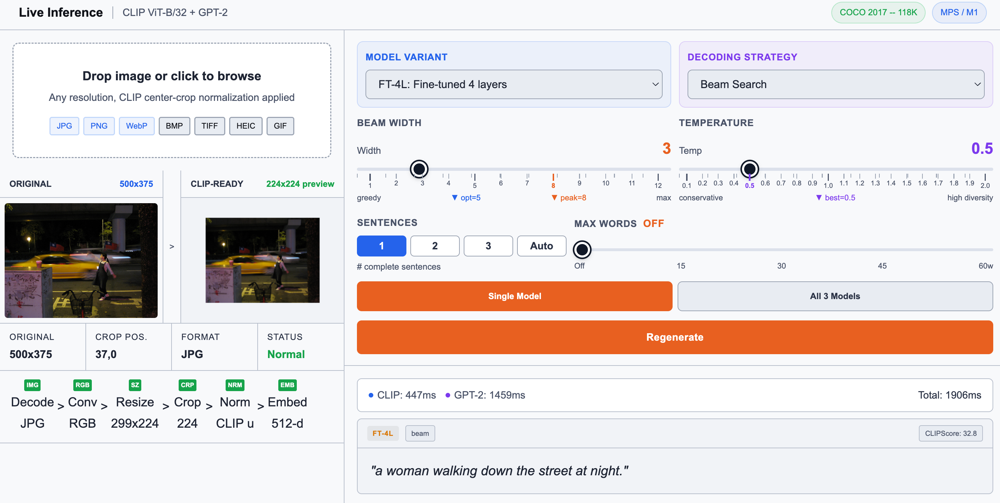 Live Inference
CLIP ViT-B/32 + GPT-2
COCO 2017 -- 118K
MPS / M1
Drop image or click to browse
Any resolution, CLIP center-crop normalization applied
JPG PNG WebP BMP TIFF HEIC GIF
ORIGINAL 500x375
>
CLIP-READY 224x224 preview
ORIGINAL
500x375
CROP POS.
37,0
FORMAT
JPG
STATUS
Normal
IMG RGB SZ CRP NRM EMB
Decode > Conv > Resize > Crop > Norm > Embed
JPG RGB 299x224 224 CLIP u 512-d
MODEL VARIANT
FT-4L: Fine-tuned 4 layers
DECODING STRATEGY
Beam Search
BEAM WIDTH
Width 3
1 2 3 4 5 6 7 8 9 10 11 12
greedy ▼ opt=5 ▼ peak=8 max
TEMPERATURE
Temp 0.5
0.1 0.2 0.3 0.4 0.5 0.6 0.7 0.8 0.9 1.0 1.1 1.2 1.3 1.4 1.5 1.6 1.7 1.8 1.9 2.0
conservative ▼ best=0.5 high diversity
SENTENCES
1 2 3 Auto
# complete sentences
MAX WORDS OFF
Off 15 30 45 60w
Single Model
All 3 Models
Regenerate
CLIP: 447ms GPT-2: 1459ms Total: 1906ms
FT-4L beam CLIPScore: 32.8
"a woman walking down the street at night."